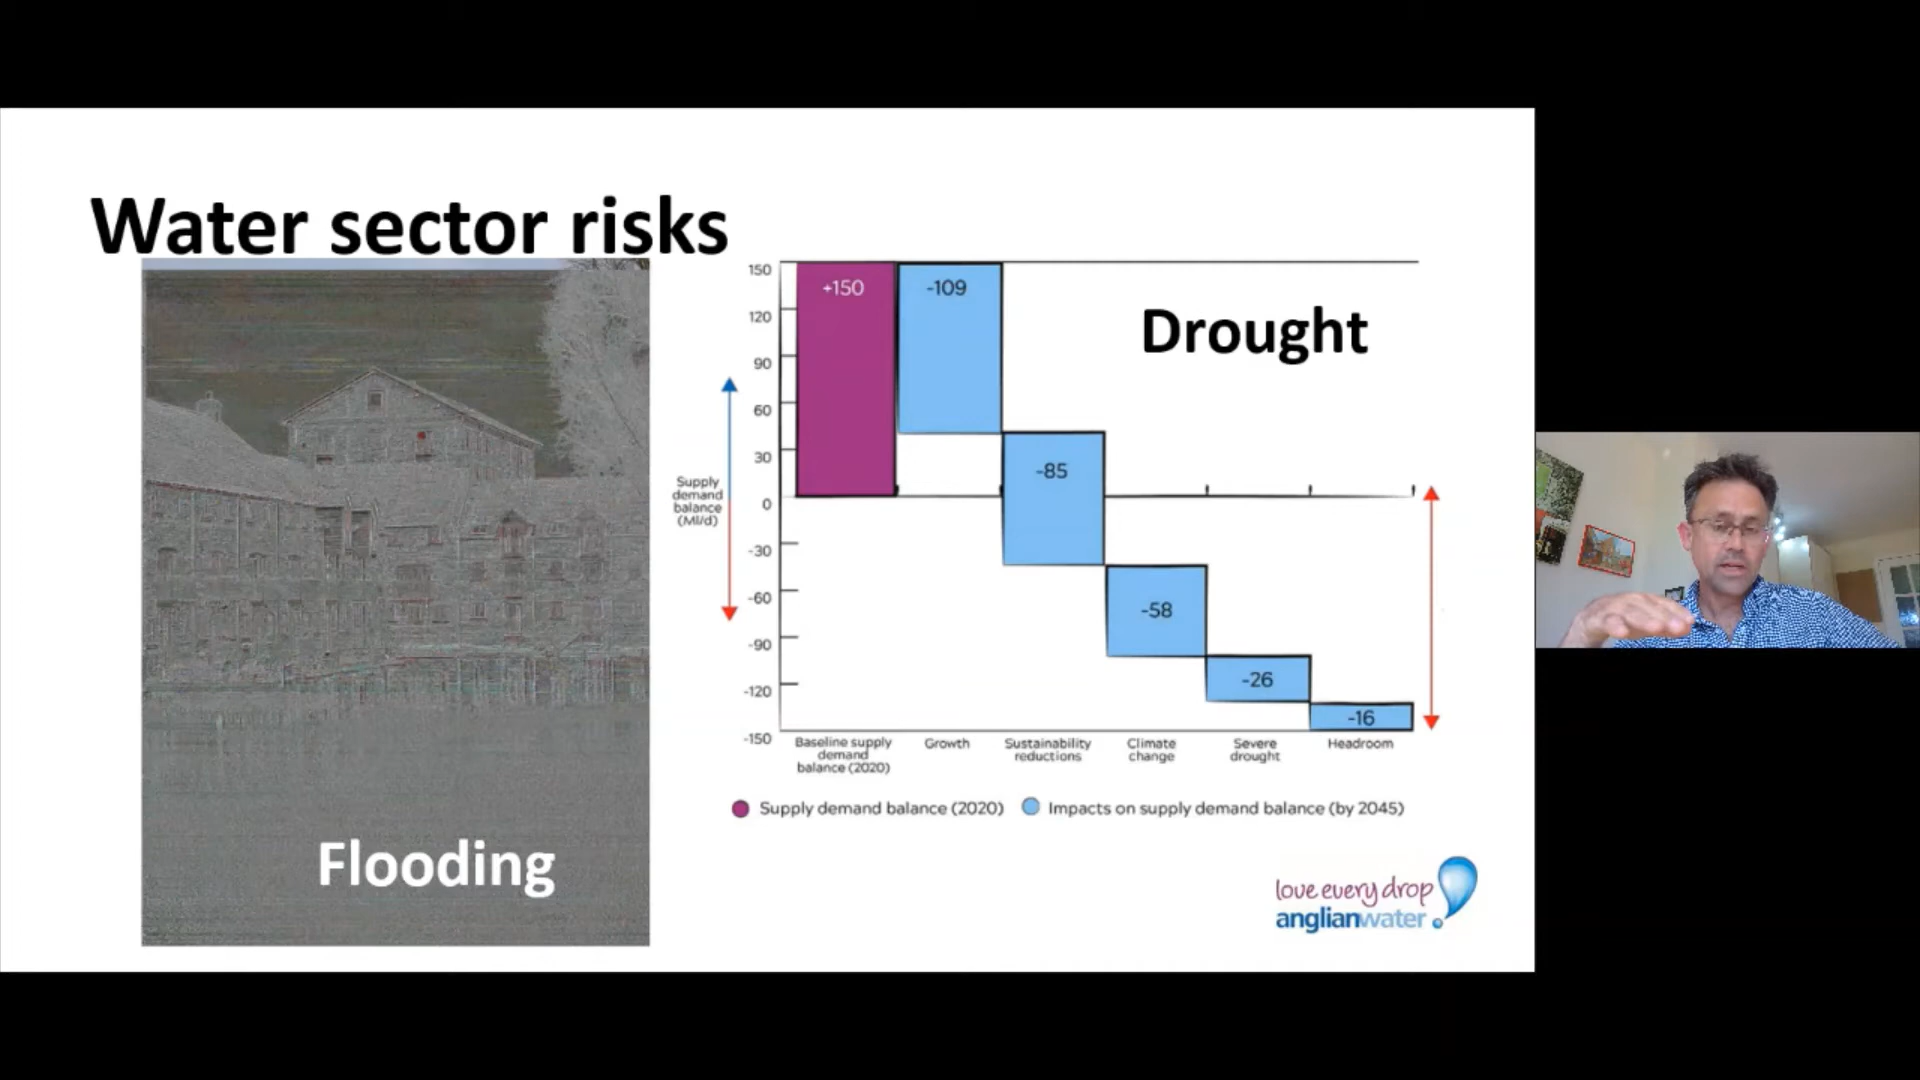 Water sector risks
Flooding
Drought
150
120
90
60
30
0
-30
-60
-90
-120
-150
Supply
demand
balance
(Ml/d)
+150
-109
-85
-58
-26
-16
Baseline supply
demand
balance (2020)
Growth
Sustainability
reductions
Climate
change
Severe
drought
Headroom
Supply demand balance (2020)
Impacts on supply demand balance (by 2045)
love every drop
anglianwater